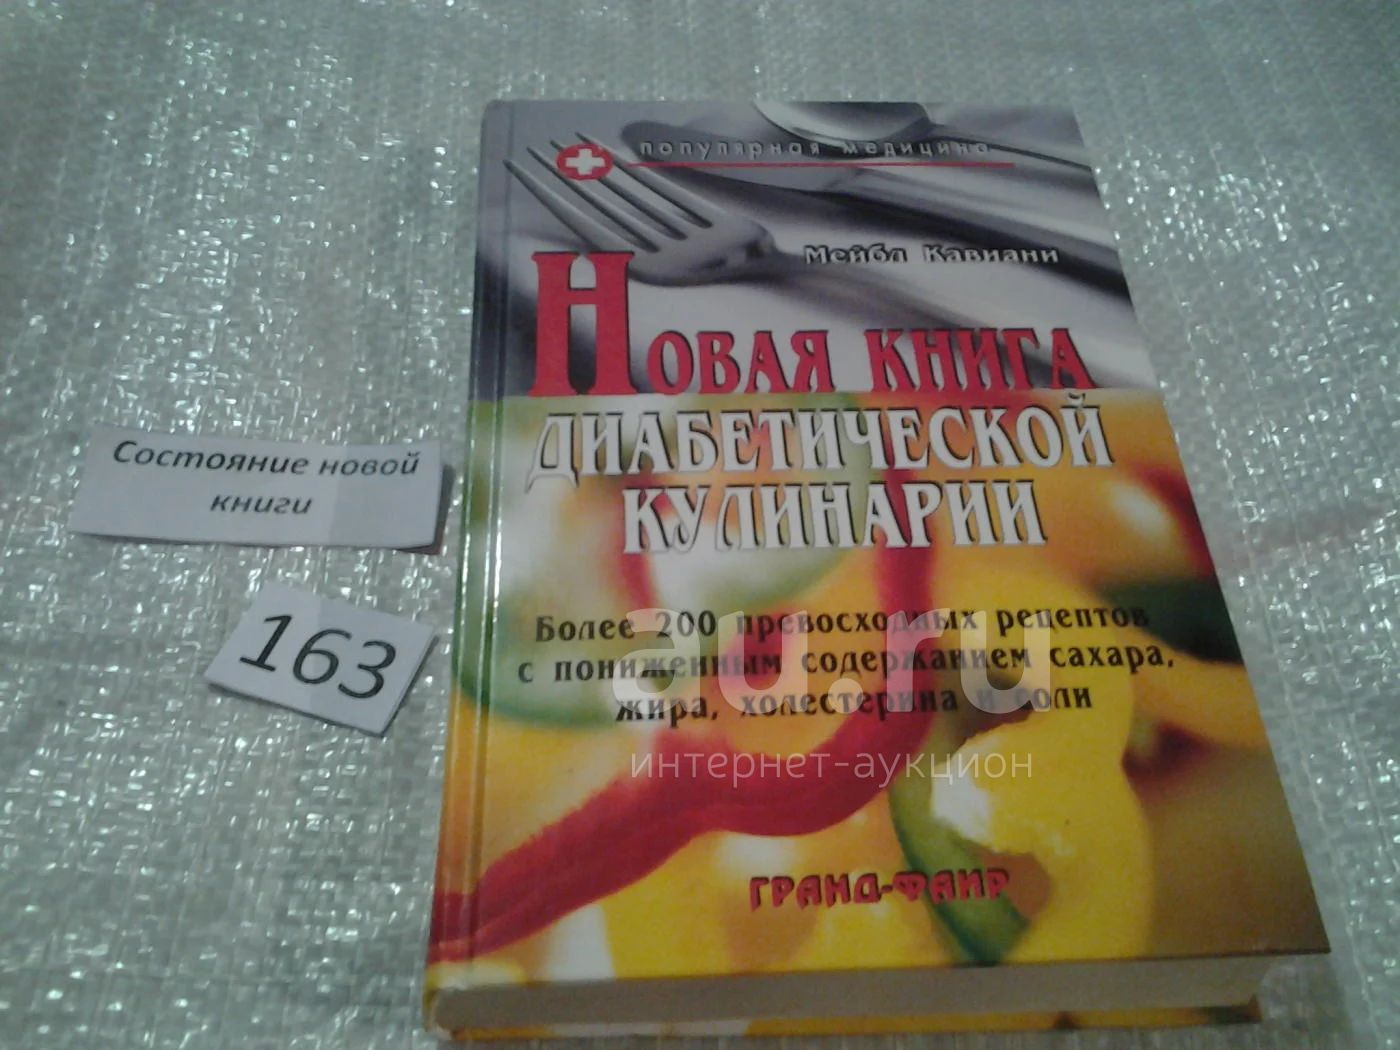 популярная медицина
Мейбл Кавиани
НОВАЯ КНИГА
ДИАБЕТИЧЕСКОЙ
КУЛИНАРИИ
Более 200 превосходных рецептов
с пониженным содержанием сахара,
жира, холестерина и соли
ГРАНД-ФАИР
Состояние новой
книги
163
au.ru
интернет-аукцион